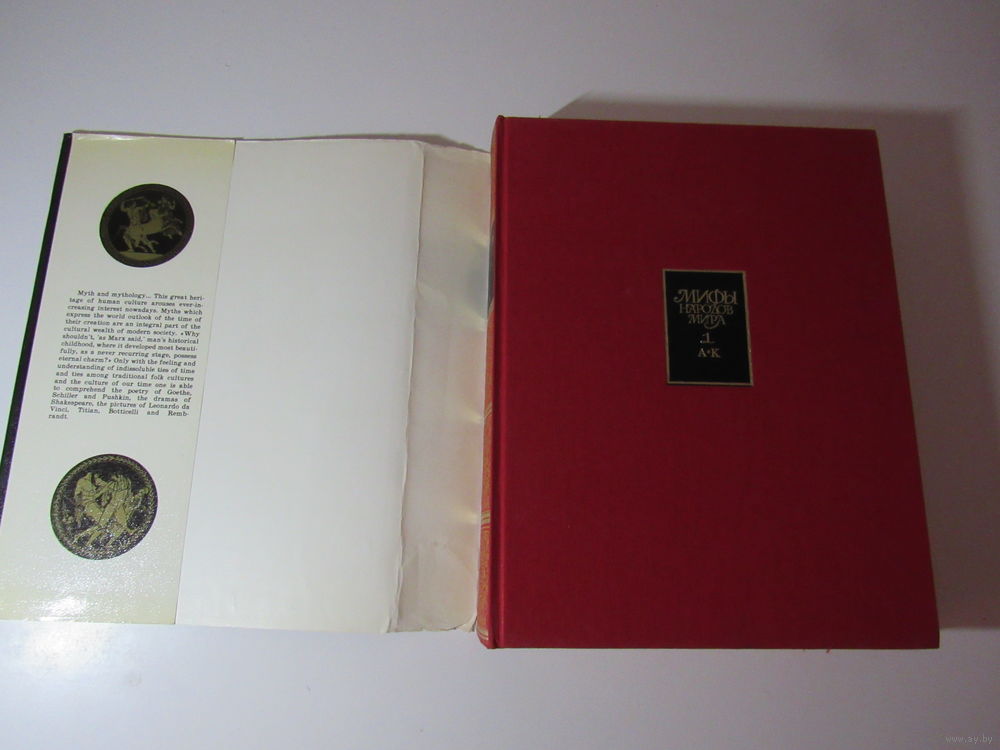 Myth and mythology... This great heri-
tage of human culture arouses ever-in-
creasing interest nowadays. Myths which
express the world outlook of the time of
their creation are an integral part of the
cultural wealth of modern society. «Why
shouldn't, 'as Marx said,' man's historical
childhood, where it developed most beauti-
fully, as a never recurring stage, possess
eternal charm?» Only with the feeling and
understanding of indissoluble ties of time
and ties among traditional folk cultures
and the culture of our time one is able
to comprehend the poetry of Goethe,
Schiller and Pushkin, the dramas of
Shakespeare, the pictures of Leonardo da
Vinci, Titian, Botticelli and Remb-
randt.
МИФЫ
НАРОДОВ
МИРА
1
А•К
www.ay.by